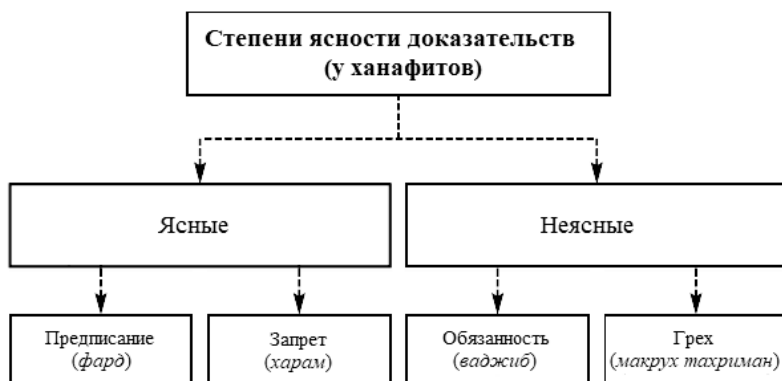 Степени ясности доказательств
(у ханафитов)
Ясные
Неясные
Предписание
(фард)
Запрет
(харам)
Обязанность
(ваджиб)
Грех
(макрух тахриман)